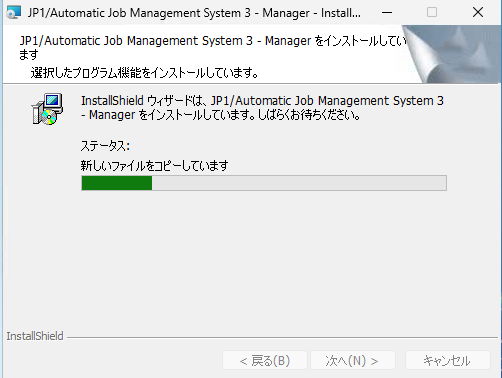 JP1/Automatic Job Management System 3 - Manager - Install...
JP1/Automatic Job Management System 3 - Manager をインストールしてい
ます
選択したプログラム機能をインストールしています。
InstallShield ウィザードは、JP1/Automatic Job Management System 3
- Manager をインストールしています。しばらくお待ちください。
ステータス:
新しいファイルをコピーしています
InstallShield
< 戻る(B)
次へ(N) >
キャンセル